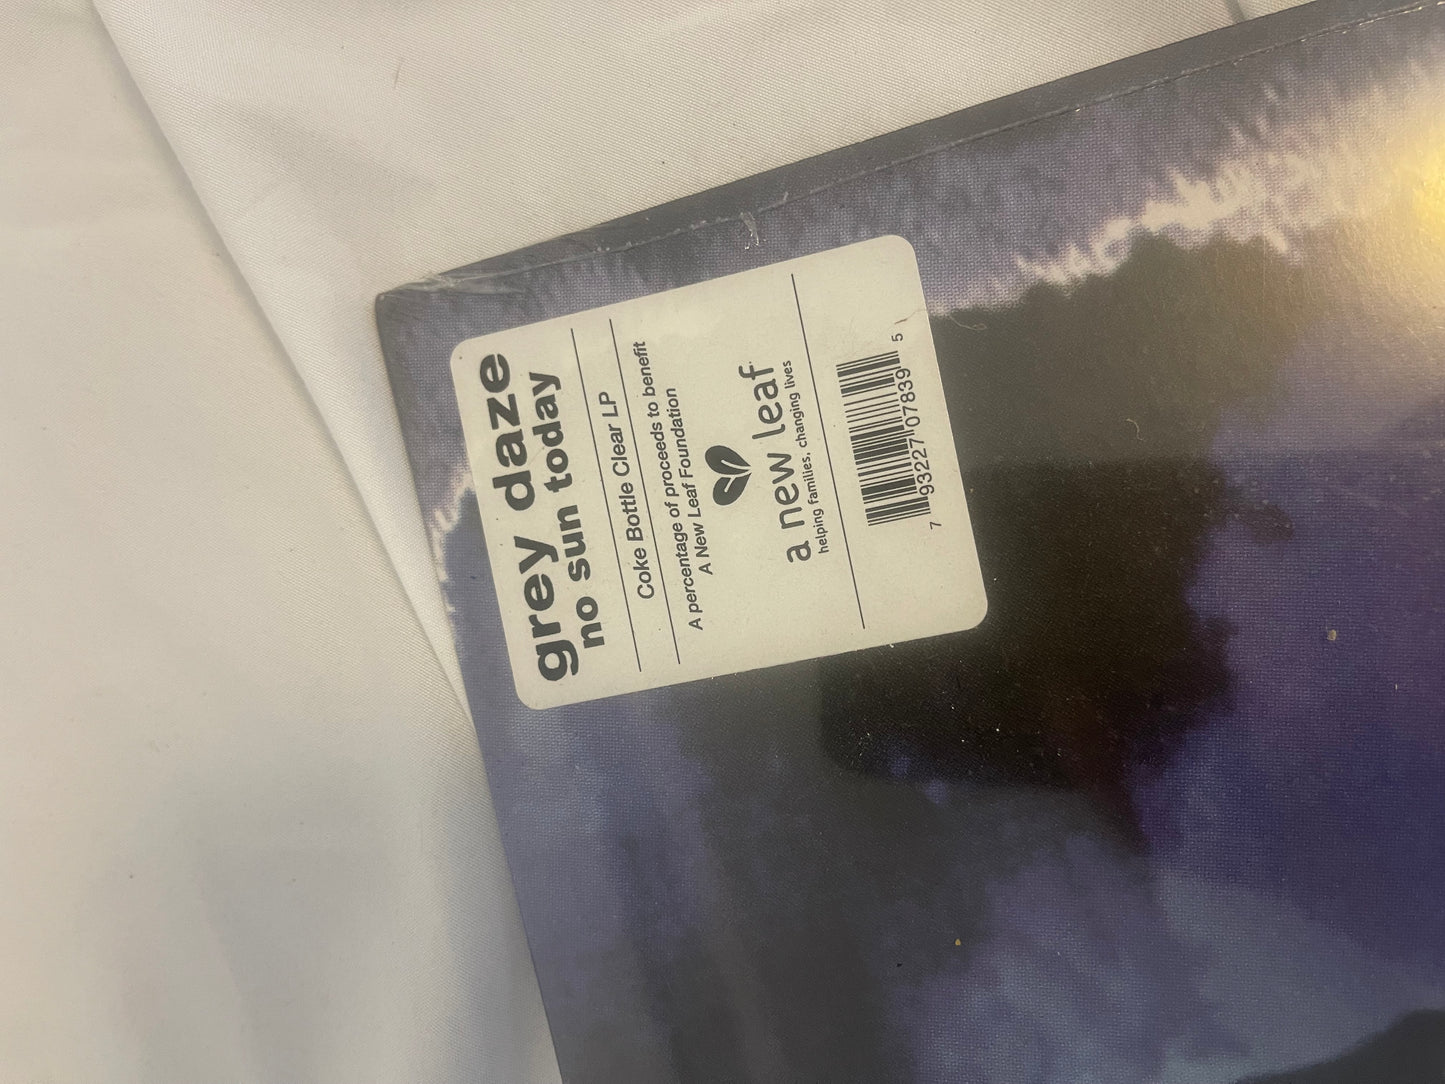 grey daze
no sun today
Coke Bottle Clear LP
A percentage of proceeds to benefit
A New Leaf Foundation
a new leaf
helping families, changing lives
7 93227 07839 5